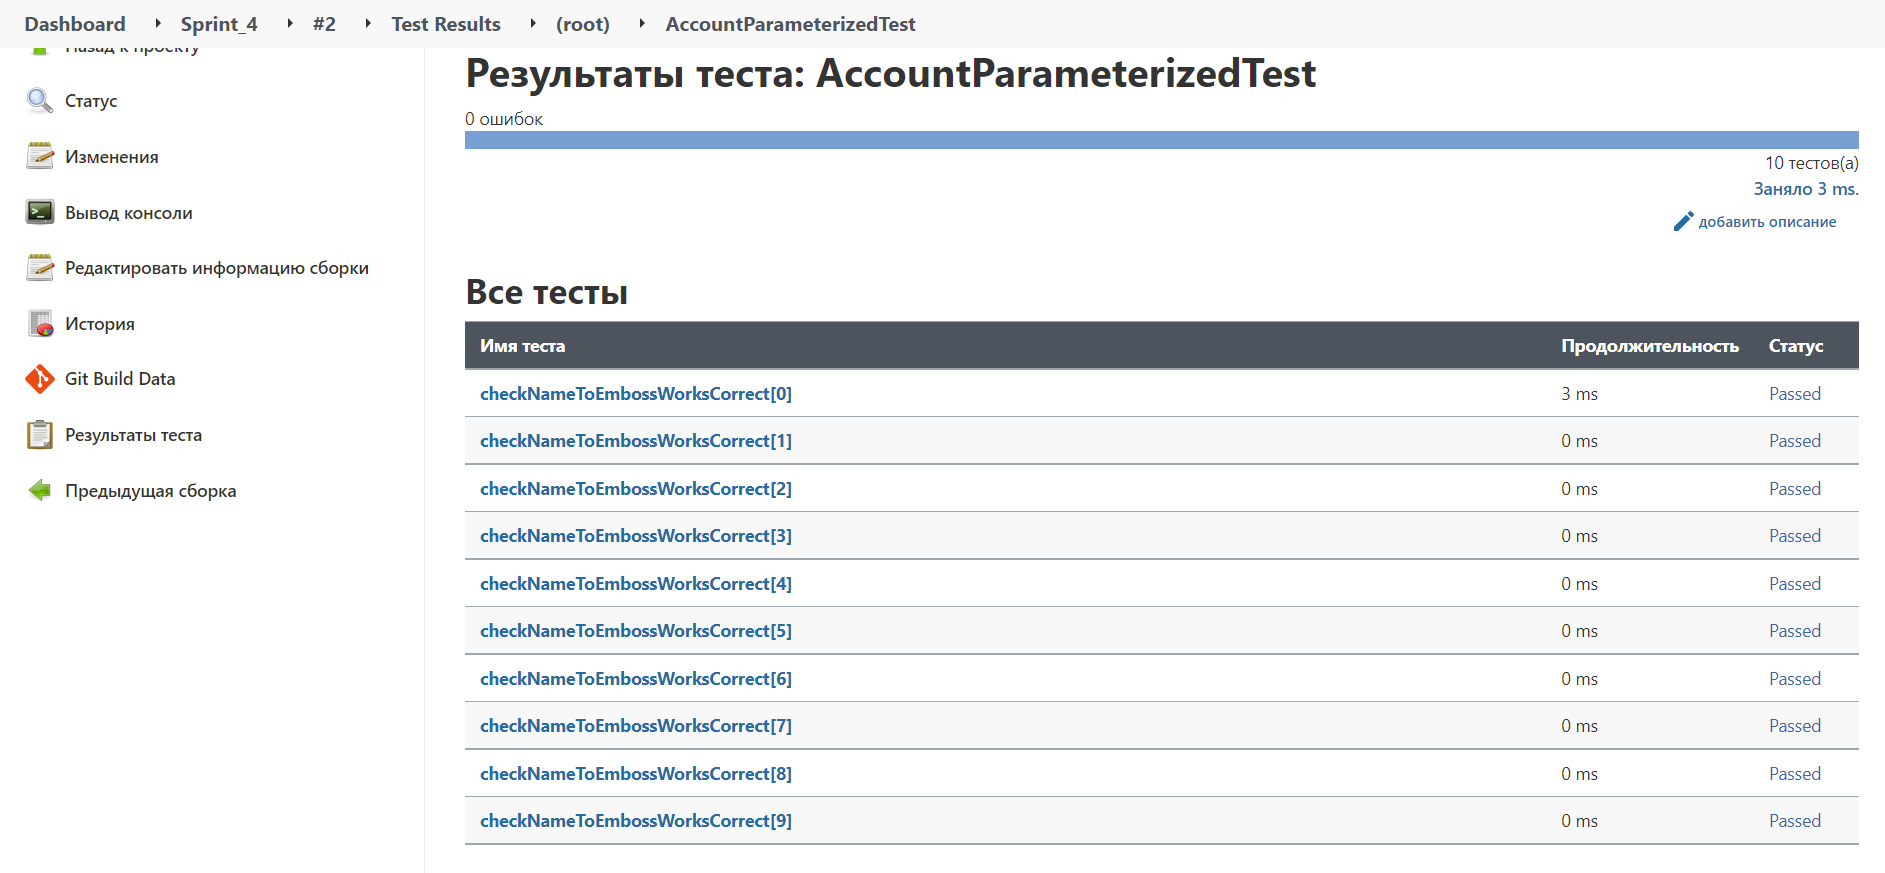 Dashboard Sprint_4 #2 Test Results (root) AccountParameterizedTest
Назад к проекту
Статус
Изменения
Вывод консоли
Редактировать информацию сборки
История
Git Build Data
Результаты теста
Предыдущая сборка
Результаты теста: AccountParameterizedTest
0 ошибок
10 тестов(а)
Заняло 3 ms.
добавить описание
Все тесты
Имя теста Продолжительность Статус
checkNameToEmbossWorksCorrect[0] 3 ms Passed
checkNameToEmbossWorksCorrect[1] 0 ms Passed
checkNameToEmbossWorksCorrect[2] 0 ms Passed
checkNameToEmbossWorksCorrect[3] 0 ms Passed
checkNameToEmbossWorksCorrect[4] 0 ms Passed
checkNameToEmbossWorksCorrect[5] 0 ms Passed
checkNameToEmbossWorksCorrect[6] 0 ms Passed
checkNameToEmbossWorksCorrect[7] 0 ms Passed
checkNameToEmbossWorksCorrect[8] 0 ms Passed
checkNameToEmbossWorksCorrect[9] 0 ms Passed